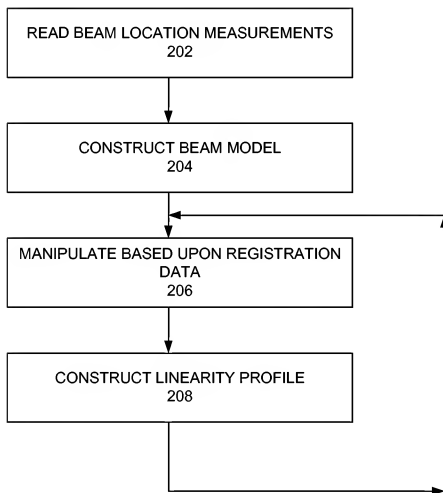 READ BEAM LOCATION MEASUREMENTS
202
CONSTRUCT BEAM MODEL
204
MANIPULATE BASED UPON REGISTRATION
DATA
206
CONSTRUCT LINEARITY PROFILE
208